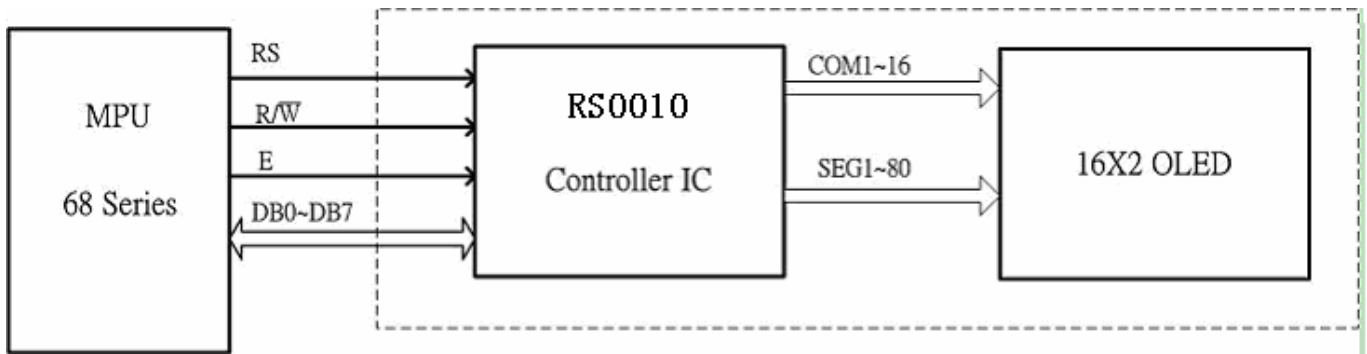 MPU
68 Series
RS
R/W̅
E
DB0~DB7
RS0010
Controller IC
COM1~16
SEG1~80
16X2 OLED